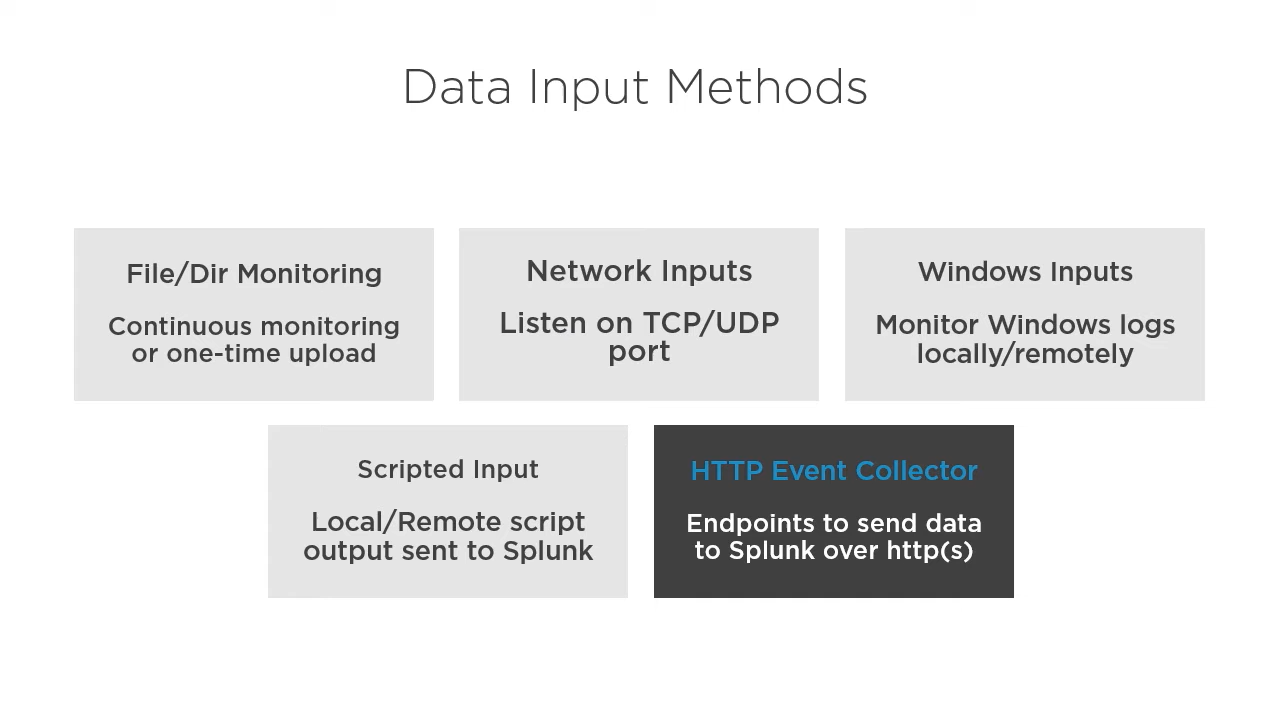 Data Input Methods
File/Dir Monitoring
Continuous monitoring
or one-time upload
Network Inputs
Listen on TCP/UDP
port
Windows Inputs
Monitor Windows logs
locally/remotely
Scripted Input
Local/Remote script
output sent to Splunk
HTTP Event Collector
Endpoints to send data
to Splunk over http(s)